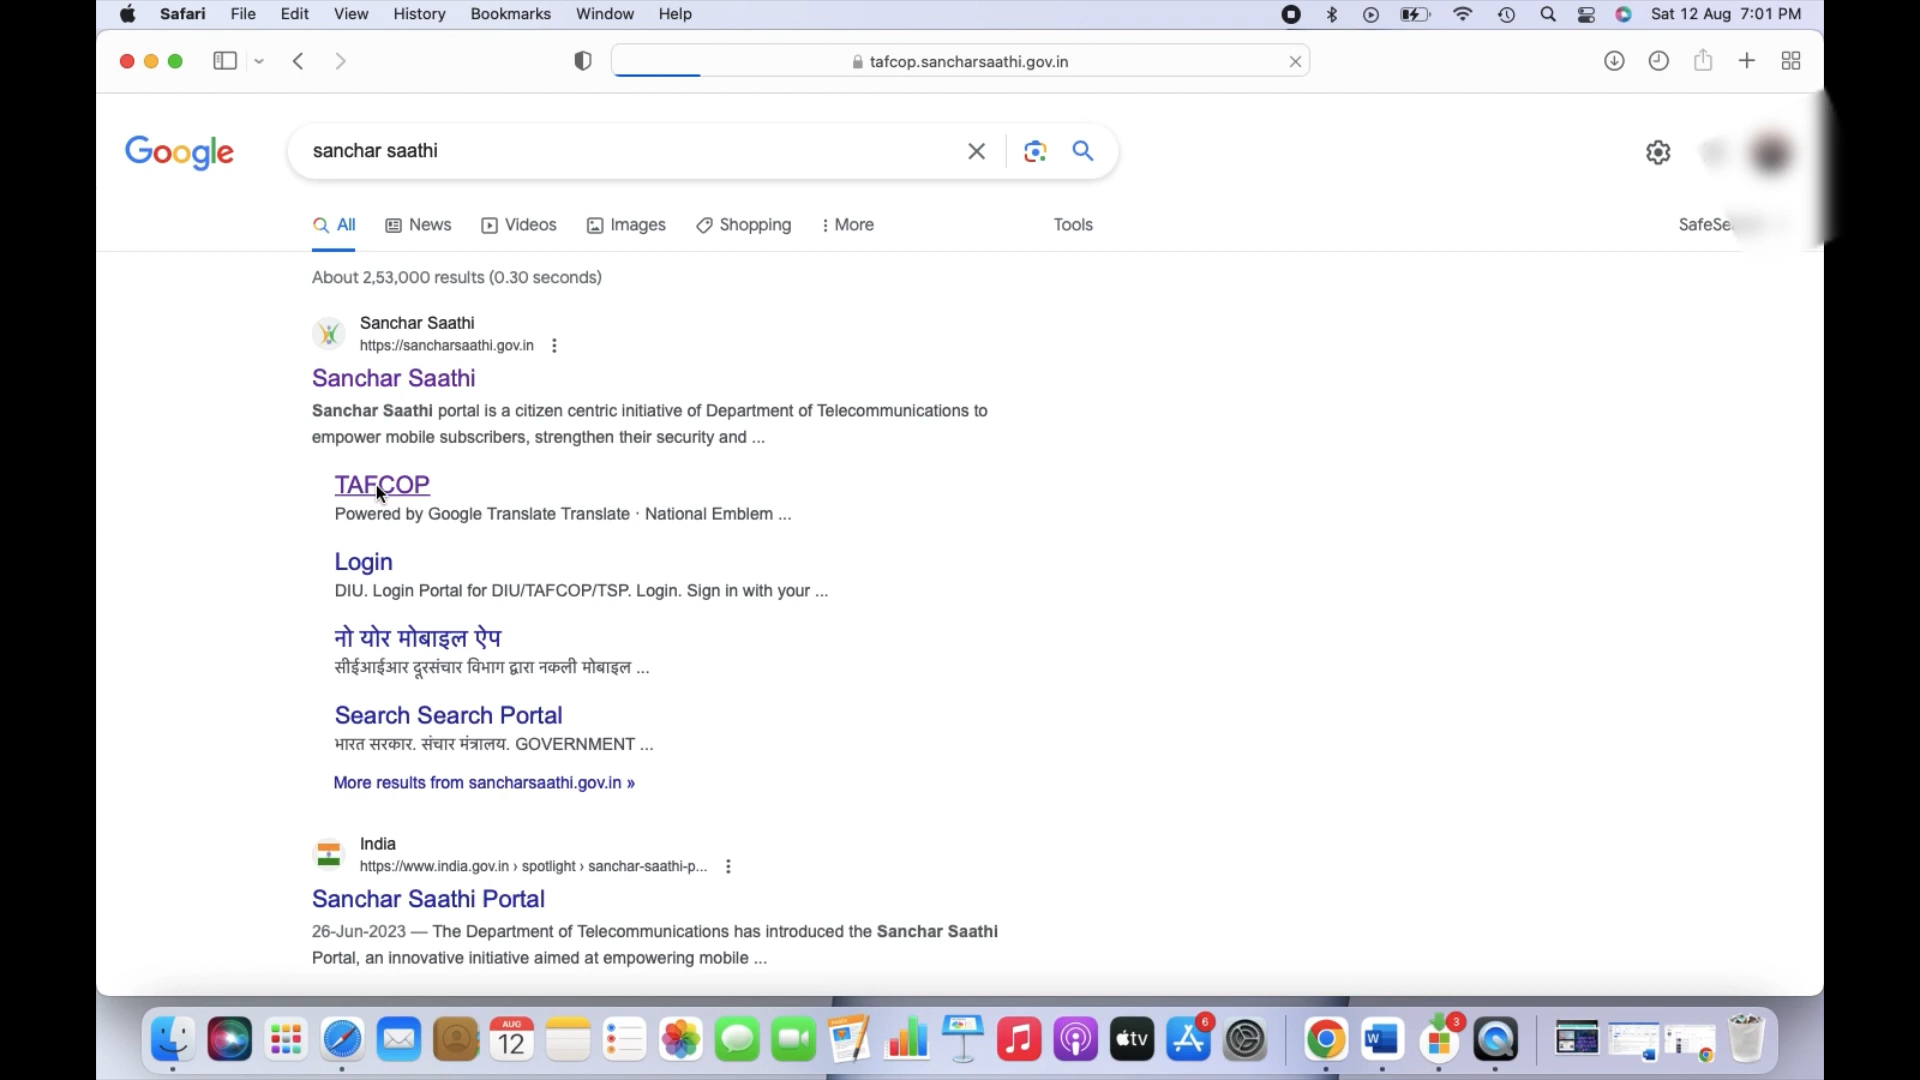 Safari File Edit View History Bookmarks Window Help Sat 12 Aug 7:01 PM
tafcop.sancharsaathi.gov.in
Google sanchar saathi
All News Videos Images Shopping More Tools
About 2,53,000 results (0.30 seconds)
Sanchar Saathi
https://sancharsaathi.gov.in
Sanchar Saathi
Sanchar Saathi portal is a citizen centric initiative of Department of Telecommunications to
empower mobile subscribers, strengthen their security and ...
TAFCOP
Powered by Google Translate Translate · National Emblem ...
Login
DIU. Login Portal for DIU/TAFCOP/TSP. Login. Sign in with your ...
नो योर मोबाइल ऐप
सीईआईआर दूरसंचार विभाग द्वारा नकली मोबाइल ...
Search Search Portal
भारत सरकार. संचार मंत्रालय. GOVERNMENT ...
More results from sancharsaathi.gov.in »
India
https://www.india.gov.in › spotlight › sanchar-saathi-p...
Sanchar Saathi Portal
26-Jun-2023 — The Department of Telecommunications has introduced the Sanchar Saathi
Portal, an innovative initiative aimed at empowering mobile ...
AUG
12
tv
6
3